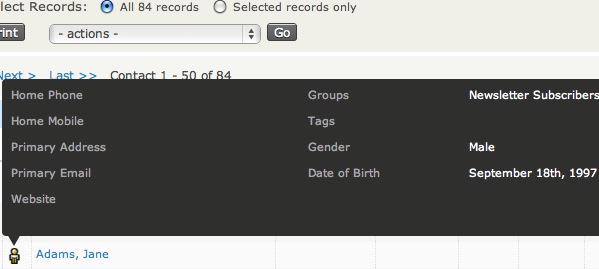 lect Records: All 84 records Selected records only
rint - actions - Go
Next > Last >> Contact 1 - 50 of 84
Home Phone Groups Newsletter Subscribers
Home Mobile Tags
Primary Address Gender Male
Primary Email Date of Birth September 18th, 1997
Website
Adams, Jane